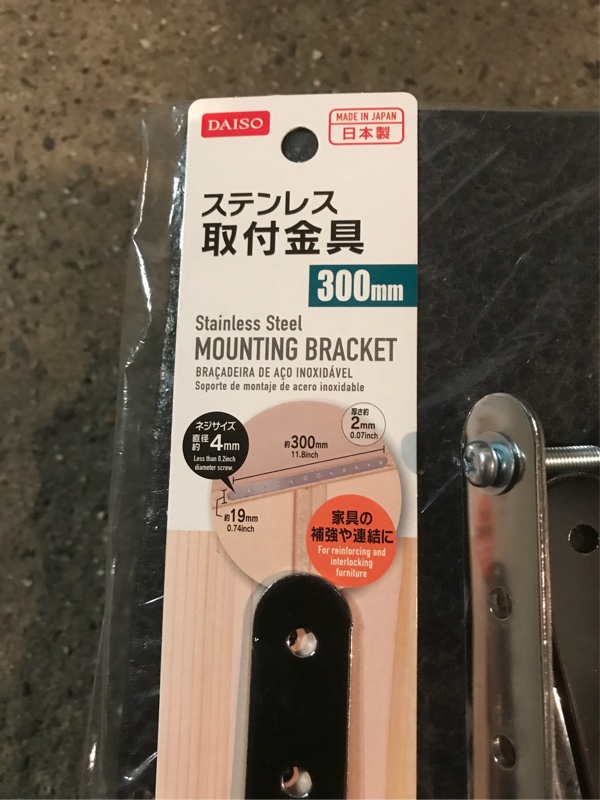 DAISO
MADE IN JAPAN
日本製
ステンレス
取付金具
300mm
Stainless Steel
MOUNTING BRACKET
BRAÇADEIRA DE AÇO INOXIDÁVEL
Soporte de montaje de acero inoxidable
ネジサイズ
直径約4mm
Less than 0.2inch
diameter screw.
約300mm
11.8inch
厚さ約
2mm
0.07inch
約19mm
0.74inch
家具の
補強や連結に
For reinforcing and
interlocking
furniture